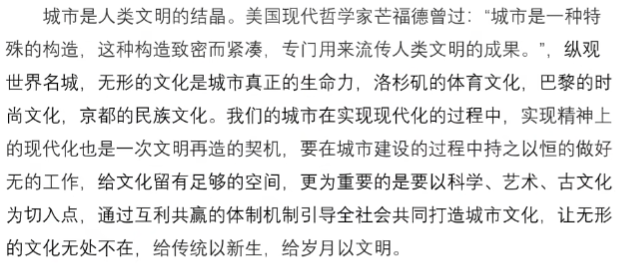 城市是人类文明的结晶。美国现代哲学家芒福德曾过：“城市是一种特
殊的构造，这种构造致密而紧凑，专门用来流传人类文明的成果。”，纵观
世界名城，无形的文化是城市真正的生命力，洛杉矶的体育文化，巴黎的时
尚文化，京都的民族文化。我们的城市在实现现代化的过程中，实现精神上
的现代化也是一次文明再造的契机，要在城市建设的过程中持之以恒的做好
无的工作，给文化留有足够的空间，更为重要的是要以科学、艺术、古文化
为切入点，通过互利共赢的体制机制引导全社会共同打造城市文化，让无形
的文化无处不在，给传统以新生，给岁月以文明。